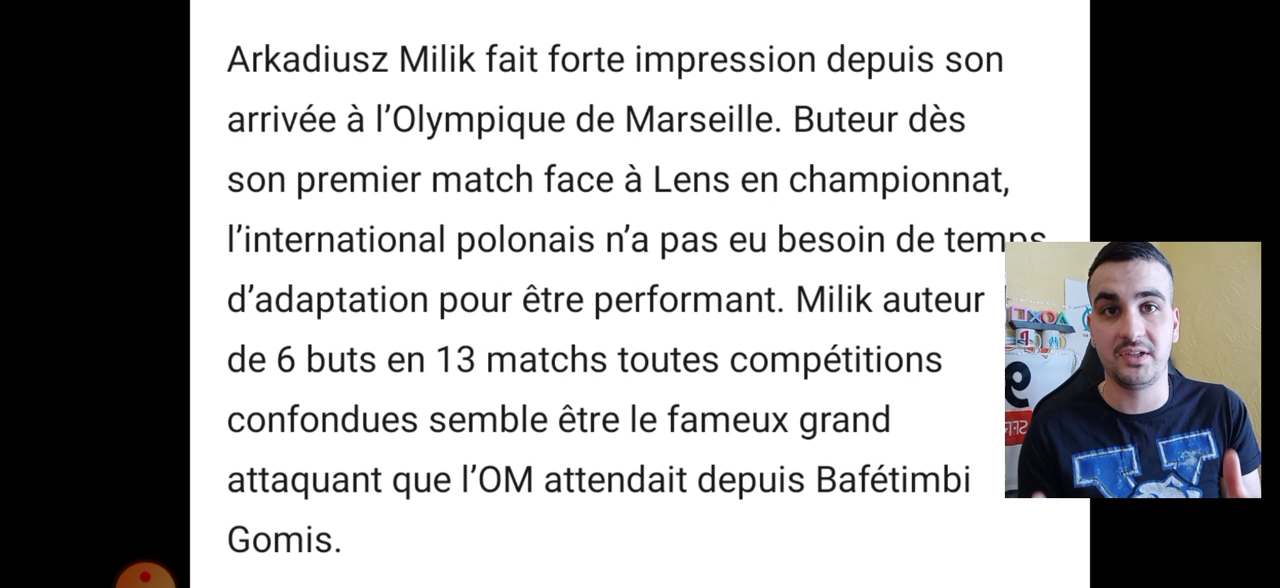 Arkadiusz Milik fait forte impression depuis son
arrivée à l’Olympique de Marseille. Buteur dès
son premier match face à Lens en championnat,
l’international polonais n’a pas eu besoin de temps
d’adaptation pour être performant. Milik auteur
de 6 buts en 13 matchs toutes compétitions
confondues semble être le fameux grand
attaquant que l’OM attendait depuis Bafétimbi
Gomis.